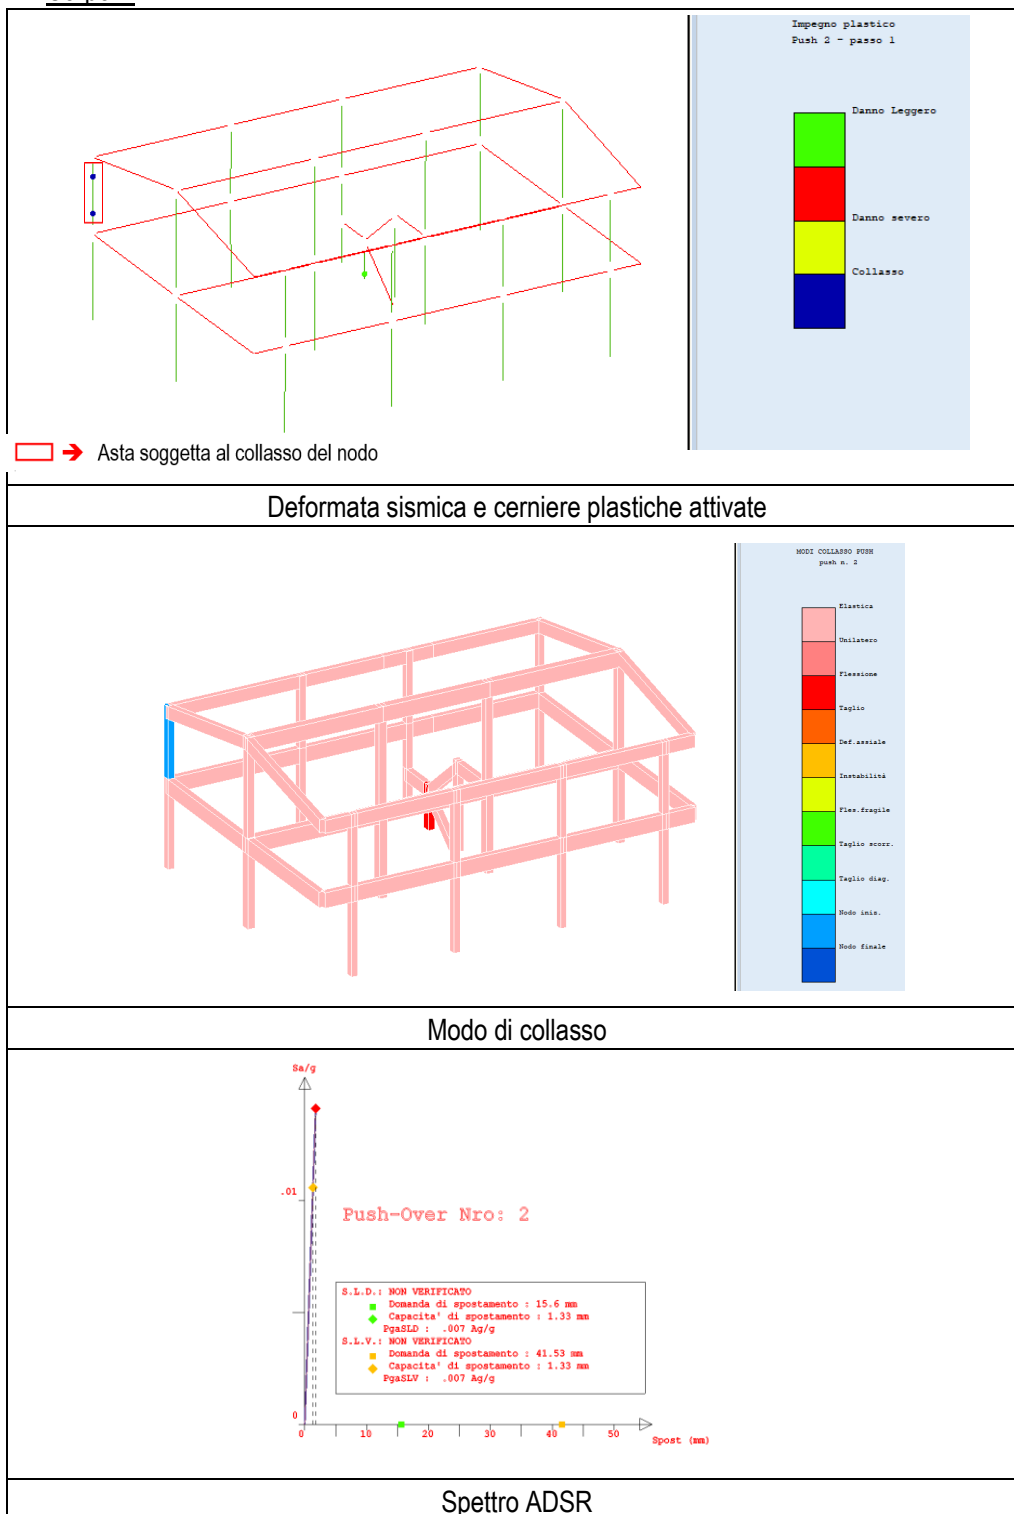 Impegno plastico
Push 2 - passo 1
Danno Leggero
Danno severo
Collasso
Asta soggetta al collasso del nodo
Deformata sismica e cerniere plastiche attivate
MODI COLLASSO PUSH
push n. 2
Elastica
Unilatero
Flessione
Taglio
Def.assiale
Instabilità
Fles.fragile
Taglio scorr.
Taglio diag.
Nodo iniz.
Nodo finale
Modo di collasso
Sa/g
.01
Push-Over Nro: 2
S.L.D.: NON VERIFICATO
Domanda di spostamento : 15.6 mm
Capacita' di spostamento : 1.33 mm
PgaSLD : .007 Ag/g
S.L.V.: NON VERIFICATO
Domanda di spostamento : 41.53 mm
Capacita' di spostamento : 1.33 mm
PgaSLV : .007 Ag/g
0
0 10 20 30 40 50
Spost (mm)
Spettro ADSR